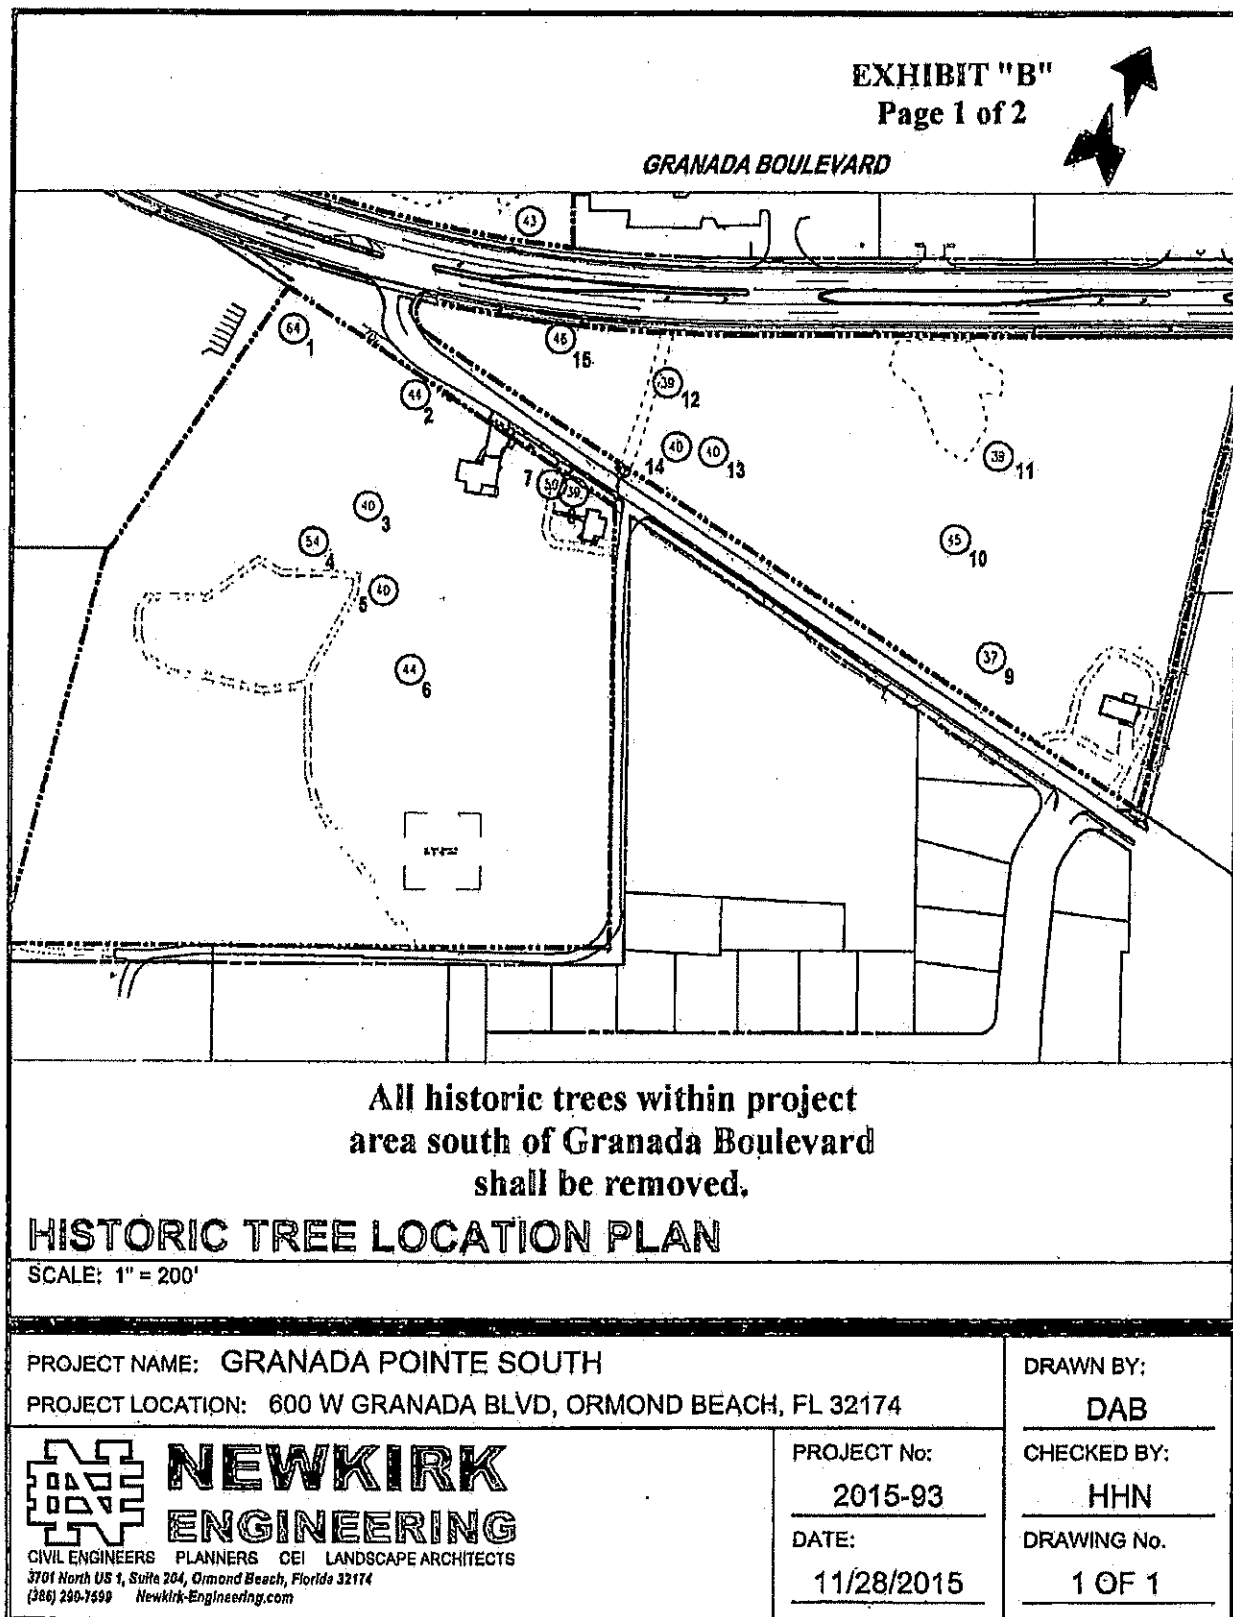 EXHIBIT "B"
Page 1 of 2
GRANADA BOULEVARD
43
64
1
44
2
46
15
39
12
40
14
40
13
39
11
7
50
39
8
40
3
54
4
5
40
44
6
45
10
37
9
All historic trees within project
area south of Granada Boulevard
shall be removed.
HISTORIC TREE LOCATION PLAN
SCALE: 1" = 200'
PROJECT NAME: GRANADA POINTE SOUTH
PROJECT LOCATION: 600 W GRANADA BLVD, ORMOND BEACH, FL 32174
DRAWN BY:
DAB
NEWKIRK
ENGINEERING
CIVIL ENGINEERS PLANNERS CEI LANDSCAPE ARCHITECTS
3701 North US 1, Suite 204, Ormond Beach, Florida 32174
Newkirk-Engineering.com
PROJECT No:
2015-93
DATE:
11/28/2015
CHECKED BY:
HHN
DRAWING No.
1 OF 1